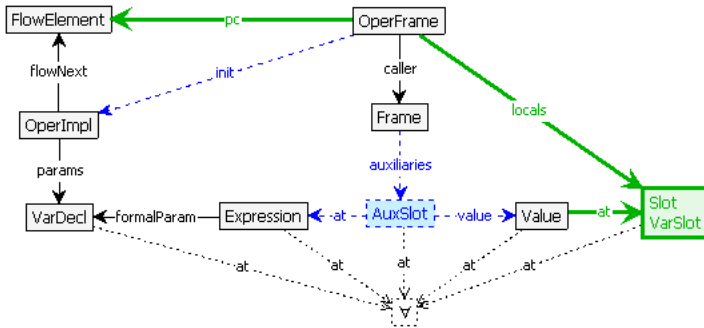 FlowElement
pc
OperFrame
flowNext
init
caller
locals
OperImpl
Frame
params
auxiliaries
VarDecl
formalParam
Expression
at
AuxSlot
value
Value
at
Slot
VarSlot
at
at
at
at
at
∀